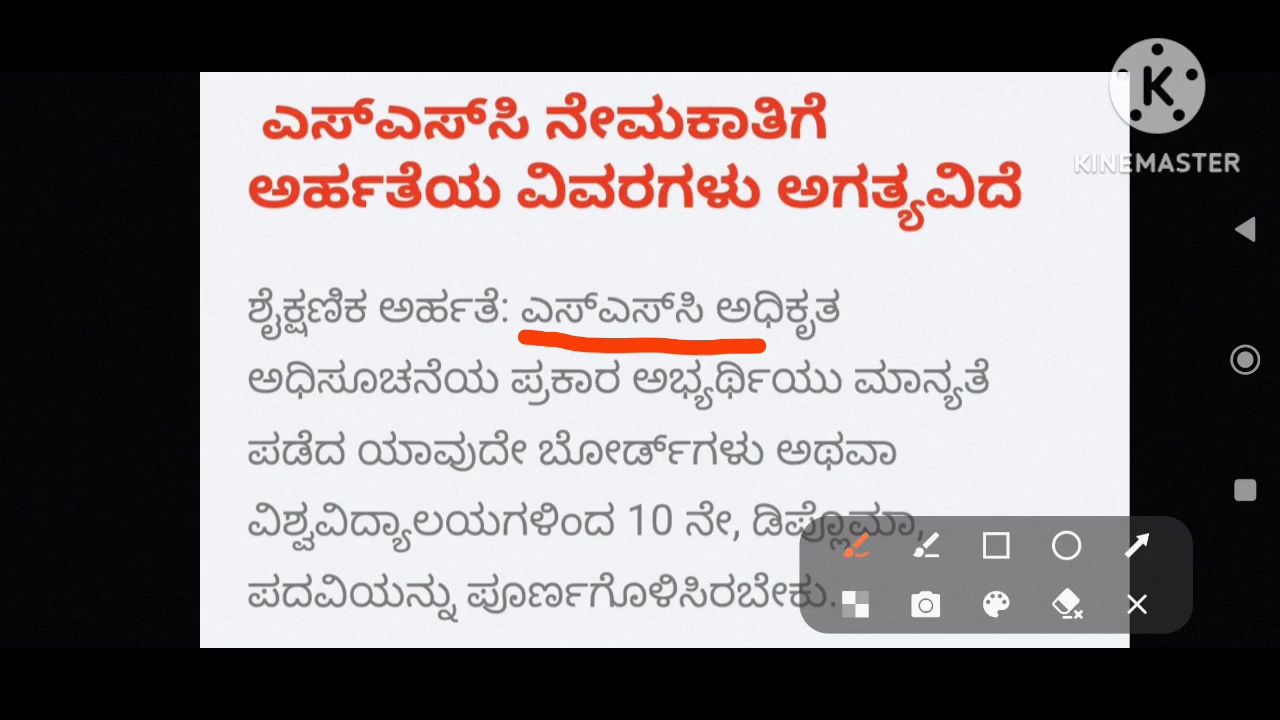 ಎಸ್ಎಸ್‌ಸಿ ನೇಮಕಾತಿಗೆ
ಅರ್ಹತೆಯ ವಿವರಗಳು ಅಗತ್ಯವಿದೆ
ಶೈಕ್ಷಣಿಕ ಅರ್ಹತೆ: ಎಸ್ಎಸ್‌ಸಿ ಅಧಿಕೃತ
ಅಧಿಸೂಚನೆಯ ಪ್ರಕಾರ ಅಭ್ಯರ್ಥಿಯು ಮಾನ್ಯತೆ
ಪಡೆದ ಯಾವುದೇ ಬೋರ್ಡ್‌ಗಳು ಅಥವಾ
ವಿಶ್ವವಿದ್ಯಾಲಯಗಳಿಂದ 10 ನೇ, ಡಿಪ್ಲೊಮಾ,
ಪದವಿಯನ್ನು ಪೂರ್ಣಗೊಳಿಸಿರಬೇಕು.
K
KINEMASTER